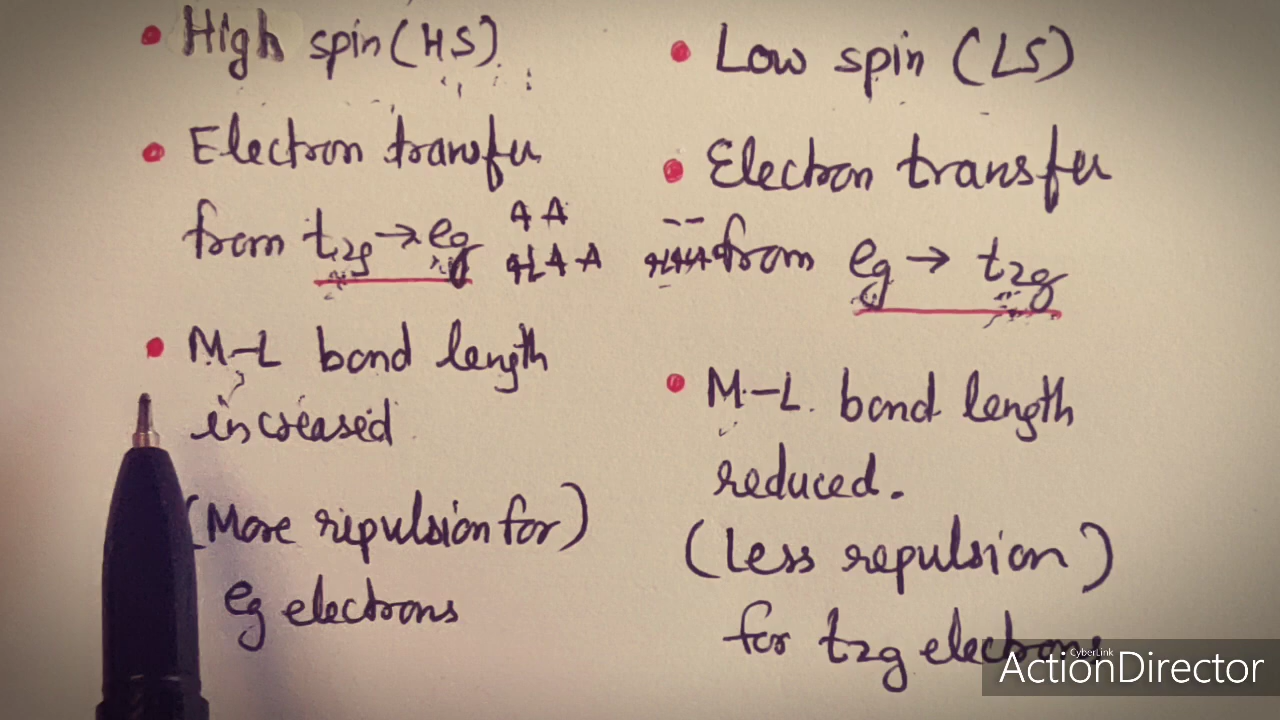 High spin (HS)
Electron transfer
from t2g → eg
M-L bond length
increased
(More repulsion for)
eg electrons
Low spin (LS)
Electron transfer
from eg → t2g
M-L bond length
reduced.
(Less repulsion)
for t2g electrons
CyberLink
ActionDirector